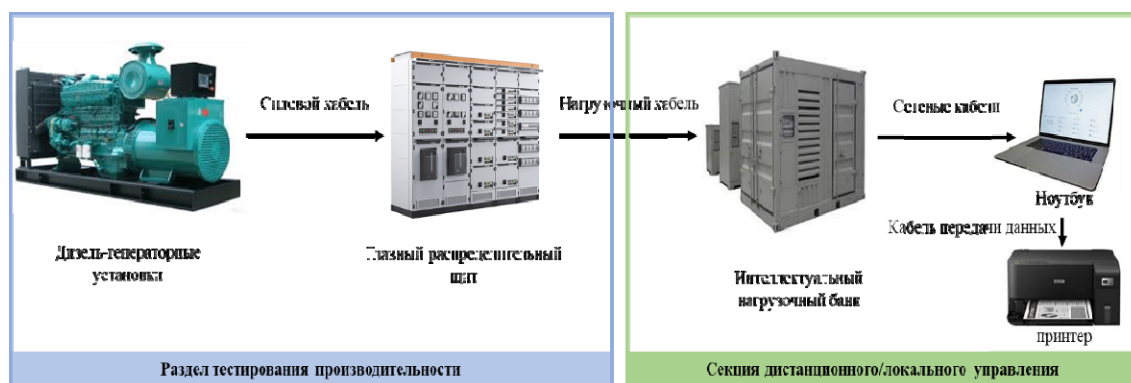 Силовой кабель
Нагрузочный кабель
Сетевые кабели
Ноутбук
Кабель передачи данных
Дизель-генераторные
установки
Главный распределительный
щит
Интеллектуальный
нагрузочный банк
EPSON
принтер
Раздел тестирования производительности
Секция дистанционного/локального управления